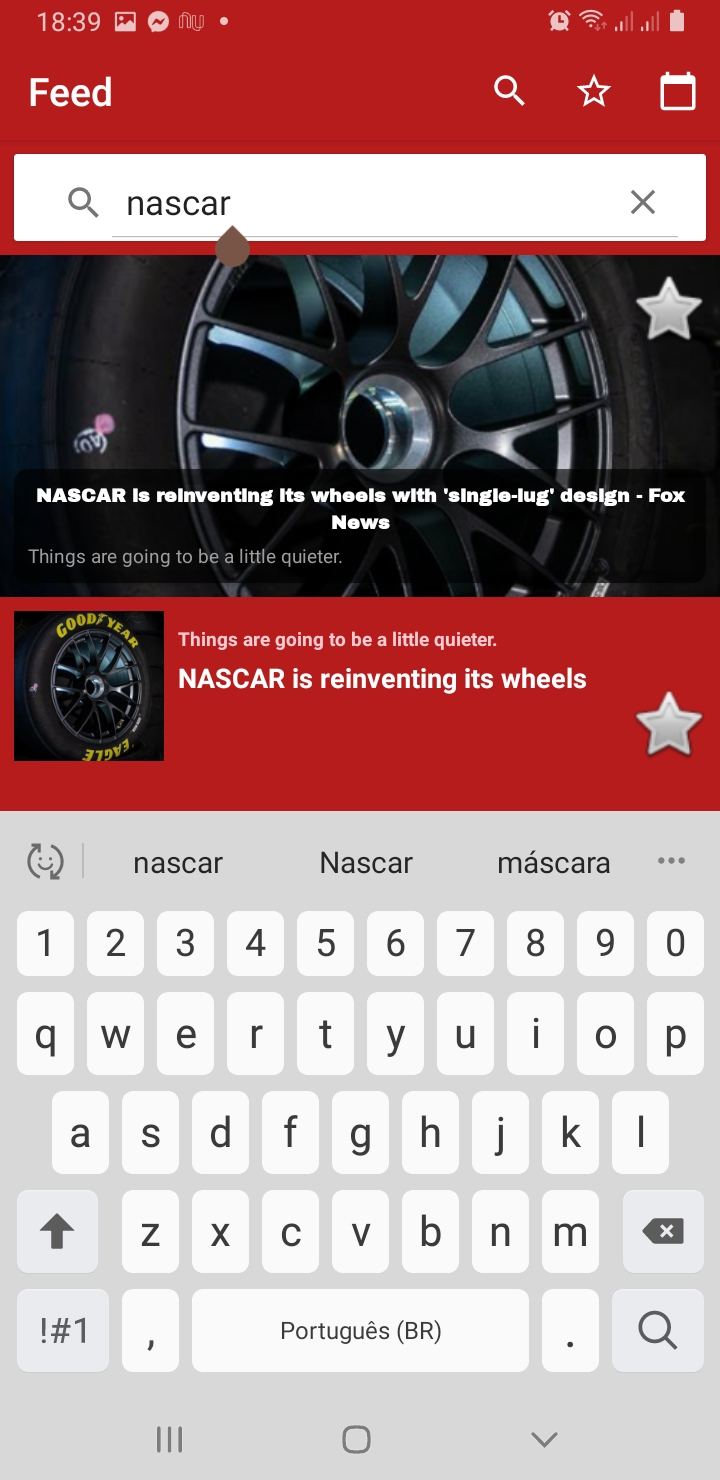 18:39
Feed
nascar
NASCAR is reinventing its wheels with 'single-lug' design - Fox
News
Things are going to be a little quieter.
GOODYEAR
EAGLE
Things are going to be a little quieter.
NASCAR is reinventing its wheels
nascar Nascar máscara
1 2 3 4 5 6 7 8 9 0
q w e r t y u i o p
a s d f g h j k l
z x c v b n m
!#1 , Português (BR) .